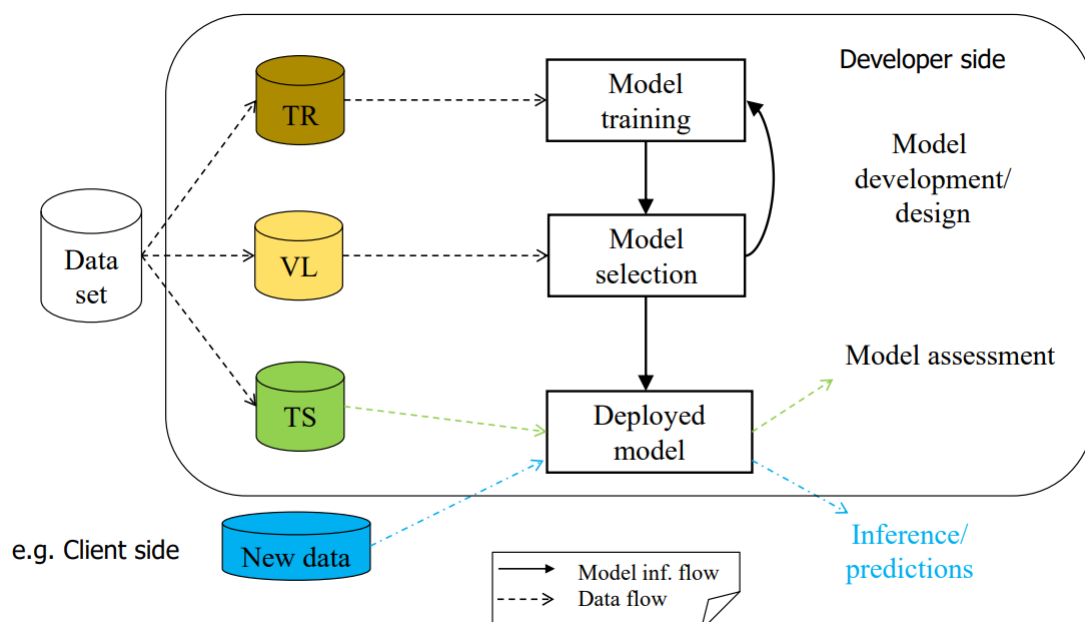 Developer side
TR
Model
training
Model
development/
design
Data
set
VL
Model
selection
Model assessment
TS
Deployed
model
e.g. Client side
New data
Inference/
predictions
Model inf. flow
Data flow